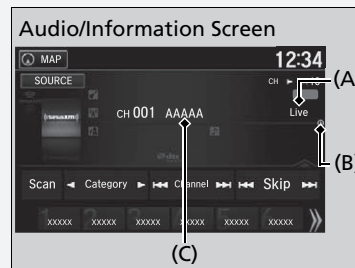 Audio/Information Screen
MAP
12:34
SOURCE
CH
(A
(siriusxm)
CH 001 AAAAA
Live
(B)
Scan Category Channel Skip
xxxxx xxxxx xxxxx xxxxx xxxxx xxxxx
(C)